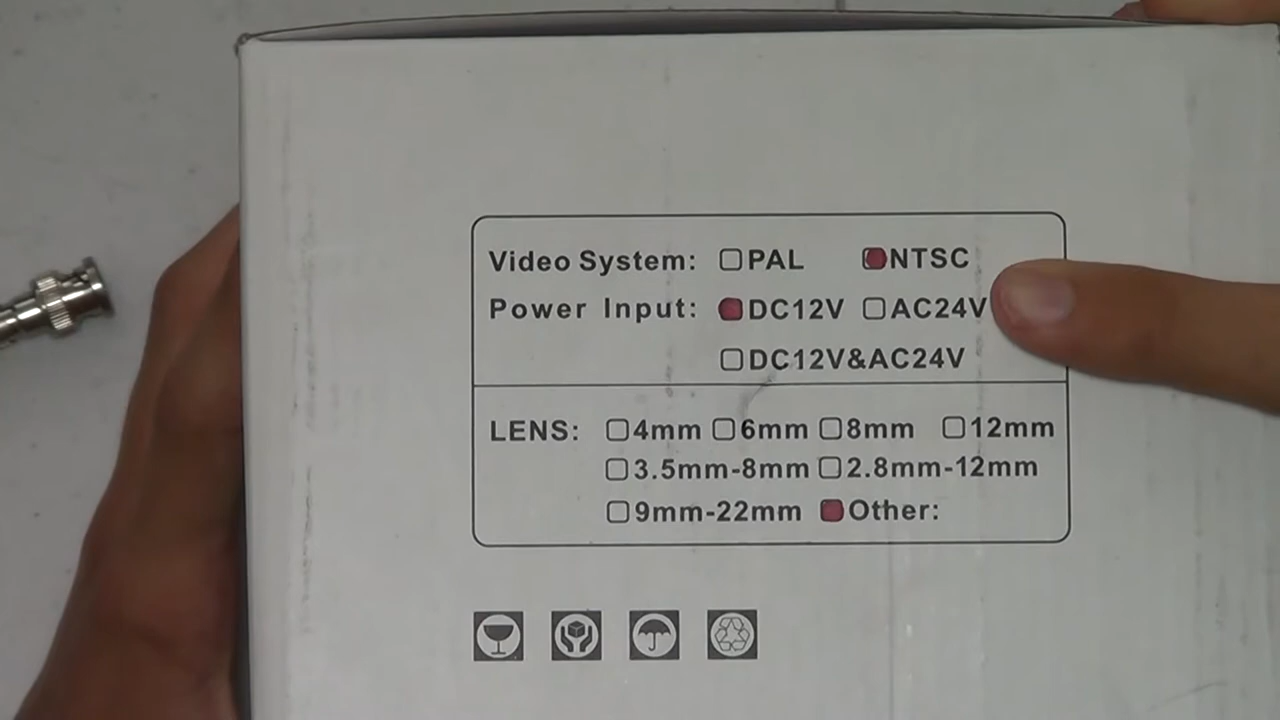 Video System: PAL NTSC
Power Input: DC12V AC24V
DC12V&AC24V
LENS: 4mm 6mm 8mm 12mm
3.5mm-8mm 2.8mm-12mm
9mm-22mm Other: